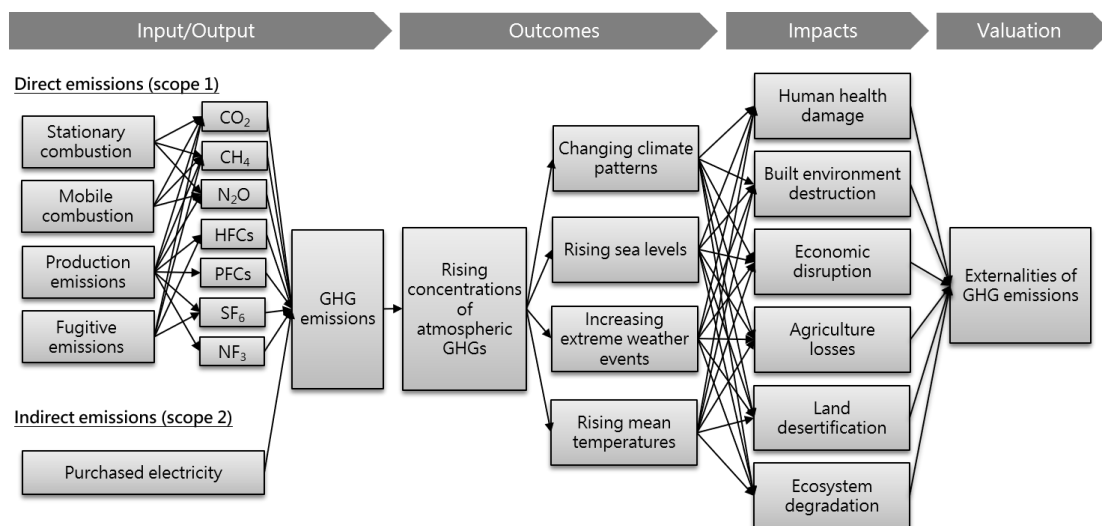 Input/Output
Outcomes
Impacts
Valuation
Direct emissions (scope 1)
Stationary
combustion
Mobile
combustion
Production
emissions
Fugitive
emissions
CO₂
CH₄
N₂O
HFCs
PFCs
SF₆
NF₃
Indirect emissions (scope 2)
Purchased electricity
GHG
emissions
Rising
concentrations
of
atmospheric
GHGs
Changing climate
patterns
Rising sea levels
Increasing
extreme weather
events
Rising mean
temperatures
Human health
damage
Built environment
destruction
Economic
disruption
Agriculture
losses
Land
desertification
Ecosystem
degradation
Externalities of
GHG emissions